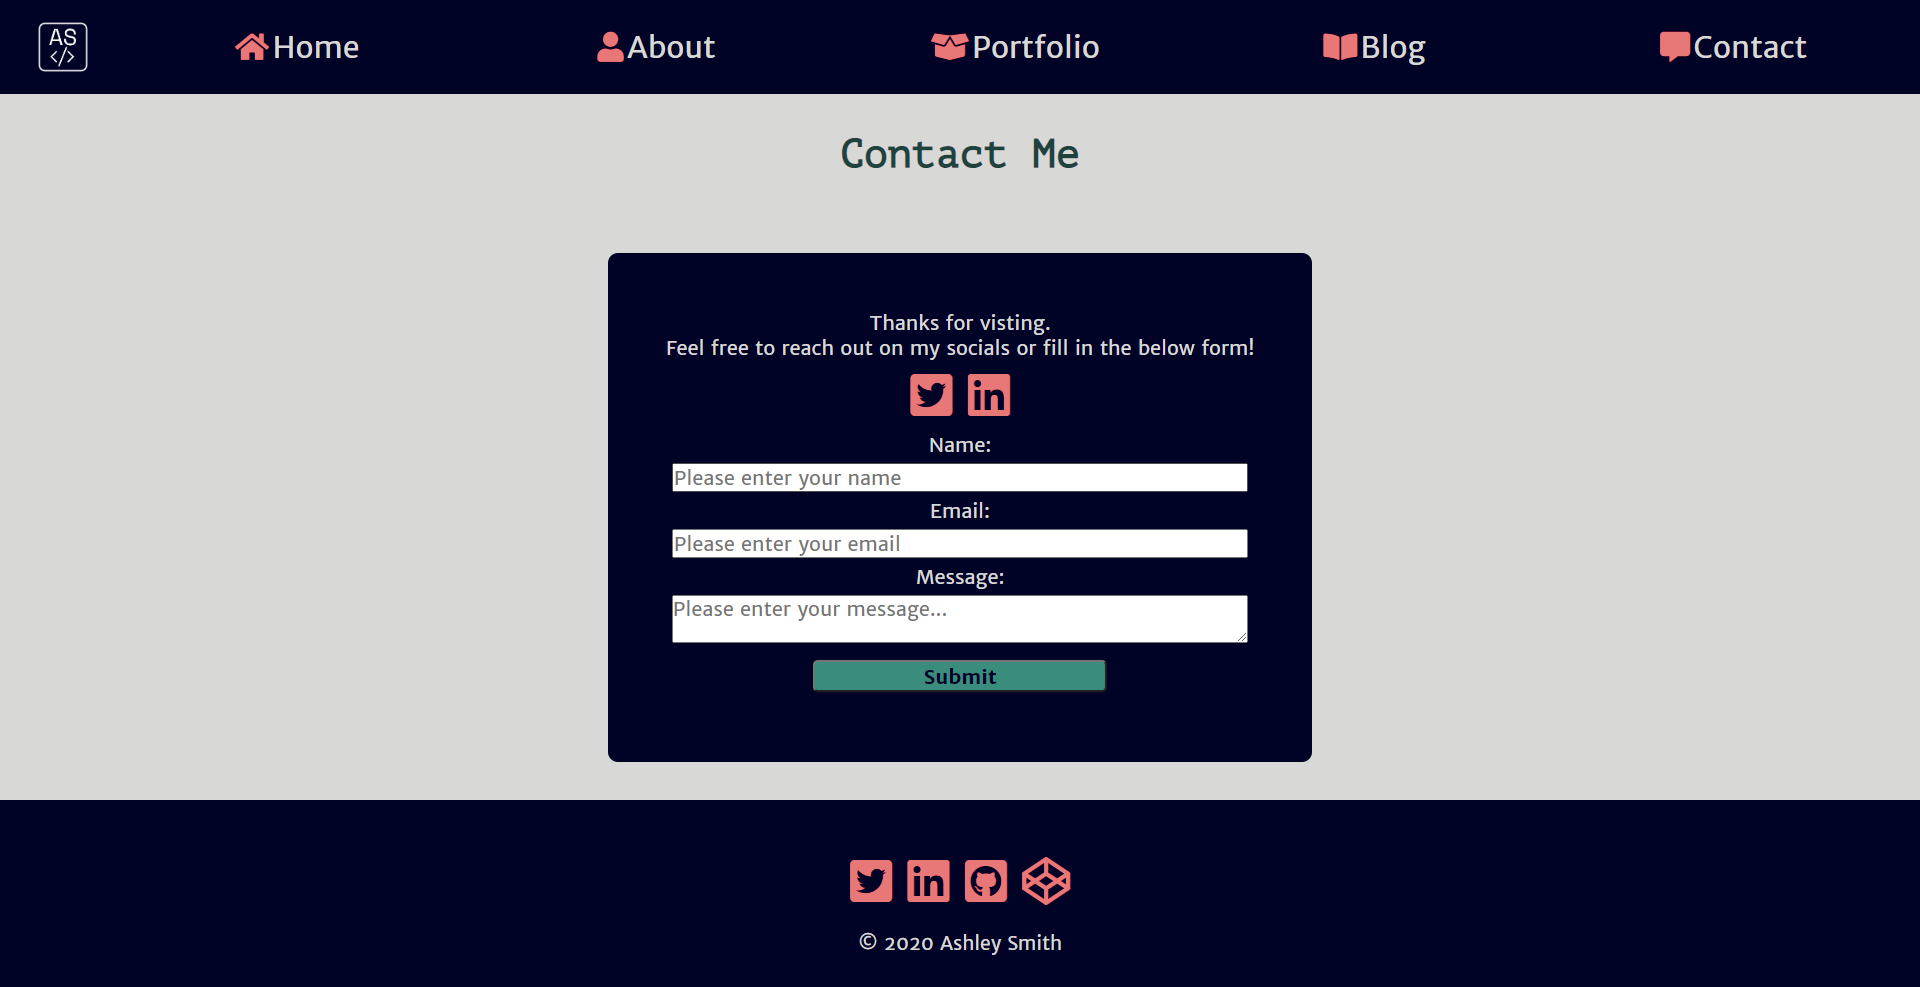 AS
</>
Home
About
Portfolio
Blog
Contact
Contact Me
Thanks for visting.
Feel free to reach out on my socials or fill in the below form!
in
Name:
Please enter your name
Email:
Please enter your email
Message:
Please enter your message...
Submit
in
© 2020 Ashley Smith